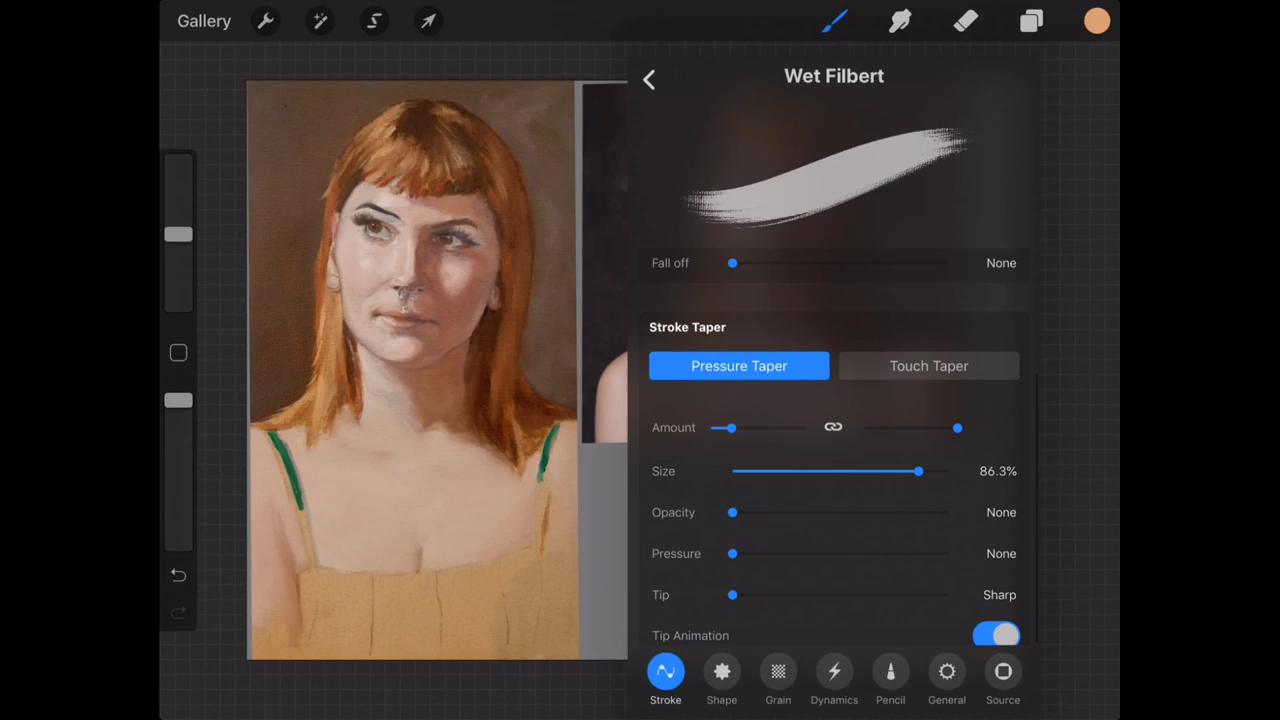 Gallery
Wet Filbert
Fall off None
Stroke Taper
Pressure Taper Touch Taper
Amount
Size 86.3%
Opacity None
Pressure None
Tip Sharp
Tip Animation
Stroke Shape Grain Dynamics Pencil General Source